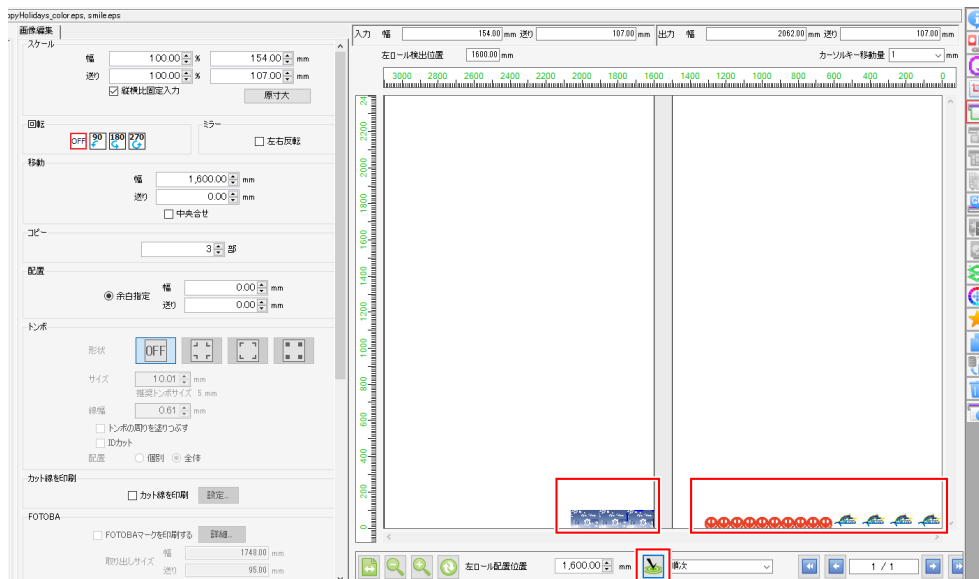 ppyHolidays_color.eps, smile.eps
画像編集
スケール
幅 100.00 % 154.00 mm
送り 100.00 % 107.00 mm
縦横比固定入力 原寸大
回転
OFF 90 180 270
ミラー
左右反転
移動
幅 1,600.00 mm
送り 0.00 mm
中央合せ
コピー
3 部
配置
余白指定
幅 0.00 mm
送り 0.00 mm
トンボ
形状 OFF
サイズ 10.01 mm
推奨トンボサイズ 5 mm
線幅 0.61 mm
トンボの周りを塗りつぶす
IDカット
配置 個別 全体
カット線を印刷
カット線を印刷 設定...
FOTOBA
FOTOBAマークを印刷する 詳細...
取り出しサイズ
幅 1748.00 mm
送り 95.00 mm
入力 幅 154.00 mm 送り 107.00 mm 出力 幅 2062.00 mm 送り 107.00 mm
左ロール検出位置 1600.00 mm カーソルキー移動量 1 mm
3000 2800 2600 2400 2200 2000 1800 1600 1400 1200 1000 800 600 400 200 0
24
2200
2000
1800
1600
1400
1200
1000
800
600
400
200
0
左ロール配置位置 1,600.00 mm 順次 1 / 1